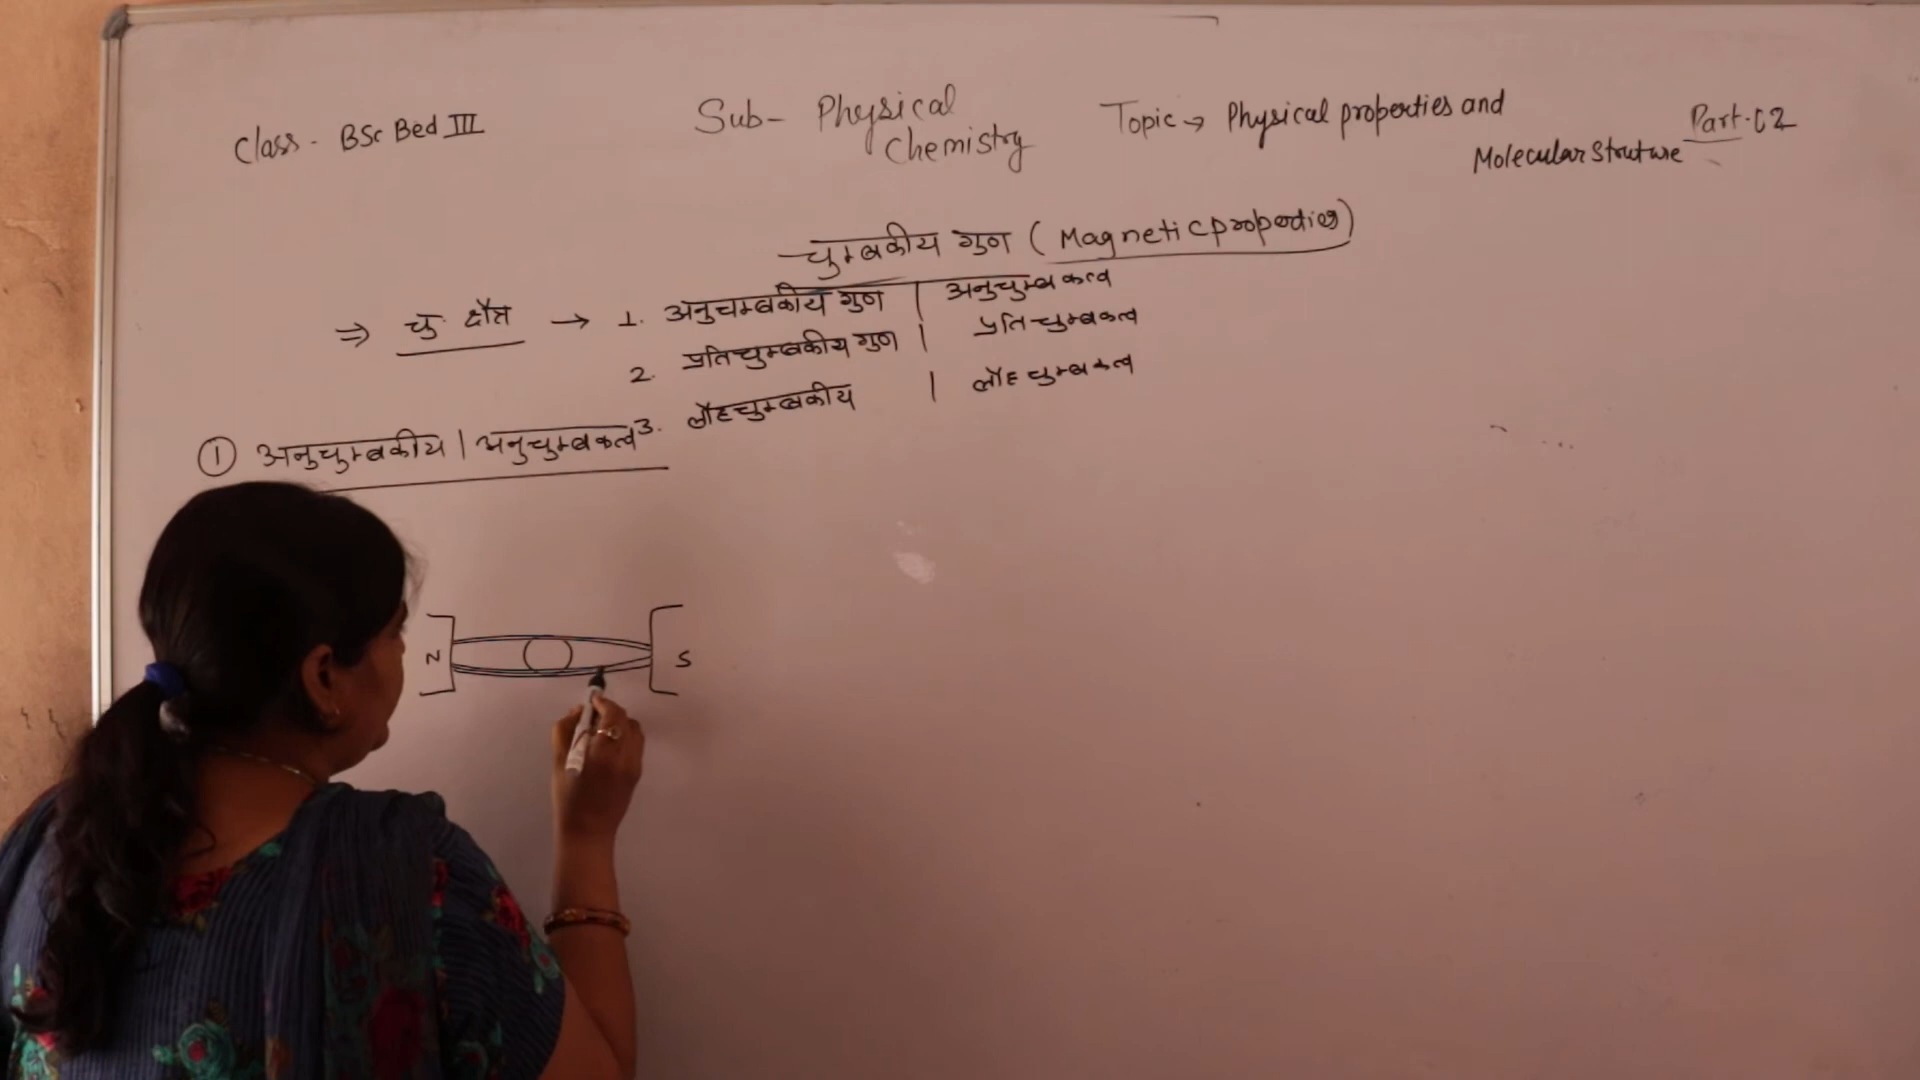 Class - BSc Bed III
Sub - Physical
Chemistry
Topic → Physical properties and
Molecular Struture
Part-02
चुम्बकीय गुण ( Magnetic properties)
⇒ चु. क्षैत्र → 1. अनुचम्बकीय गुण | अनुचुम्बकत्व
2. प्रतिचुम्बकीय गुण | प्रतिचुम्बकत्व
3. लौहचुम्बकीय | लौहचुम्बकत्व
① अनुचुम्बकीय | अनुचुम्बकत्व
N S